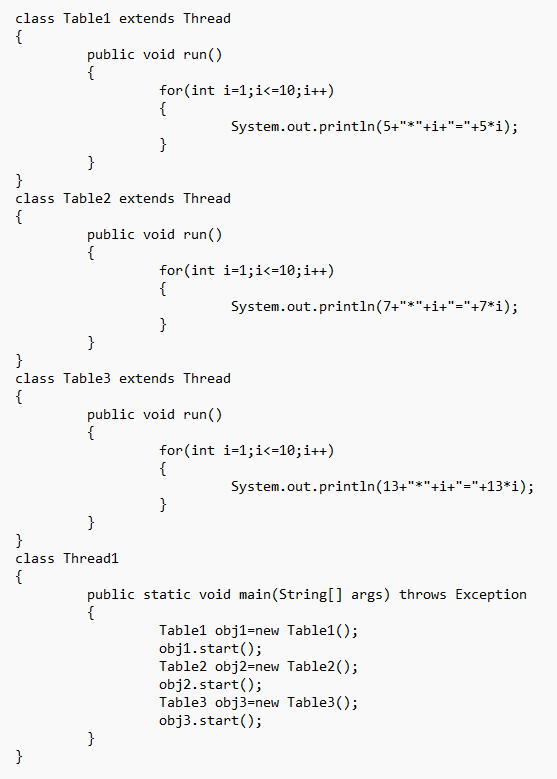 class Table1 extends Thread
{
        public void run()
        {
                for(int i=1;i<=10;i++)
                {
                        System.out.println(5+"*"+i+"="+5*i);
                }
        }
}
class Table2 extends Thread
{
        public void run()
        {
                for(int i=1;i<=10;i++)
                {
                        System.out.println(7+"*"+i+"="+7*i);
                }
        }
}
class Table3 extends Thread
{
        public void run()
        {
                for(int i=1;i<=10;i++)
                {
                        System.out.println(13+"*"+i+"="+13*i);
                }
        }
}
class Thread1
{
        public static void main(String[] args) throws Exception
        {
                Table1 obj1=new Table1();
                obj1.start();
                Table2 obj2=new Table2();
                obj2.start();
                Table3 obj3=new Table3();
                obj3.start();
        }
}